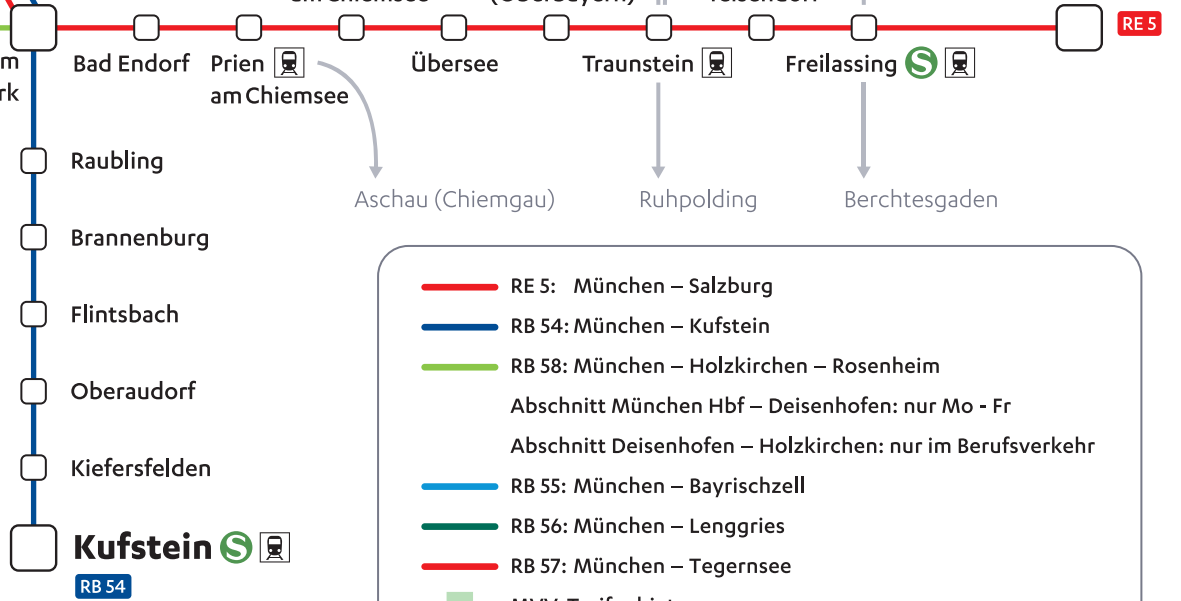 RE 5
m
rk
Bad Endorf
Prien
am Chiemsee
Übersee
Traunstein
Freilassing S
Raubling
Aschau (Chiemgau)
Ruhpolding
Berchtesgaden
Brannenburg
Flintsbach
Oberaudorf
Kiefersfelden
Kufstein S
RB 54
RE 5: München – Salzburg
RB 54: München – Kufstein
RB 58: München – Holzkirchen – Rosenheim
Abschnitt München Hbf – Deisenhofen: nur Mo - Fr
Abschnitt Deisenhofen – Holzkirchen: nur im Berufsverkehr
RB 55: München – Bayrischzell
RB 56: München – Lenggries
RB 57: München – Tegernsee